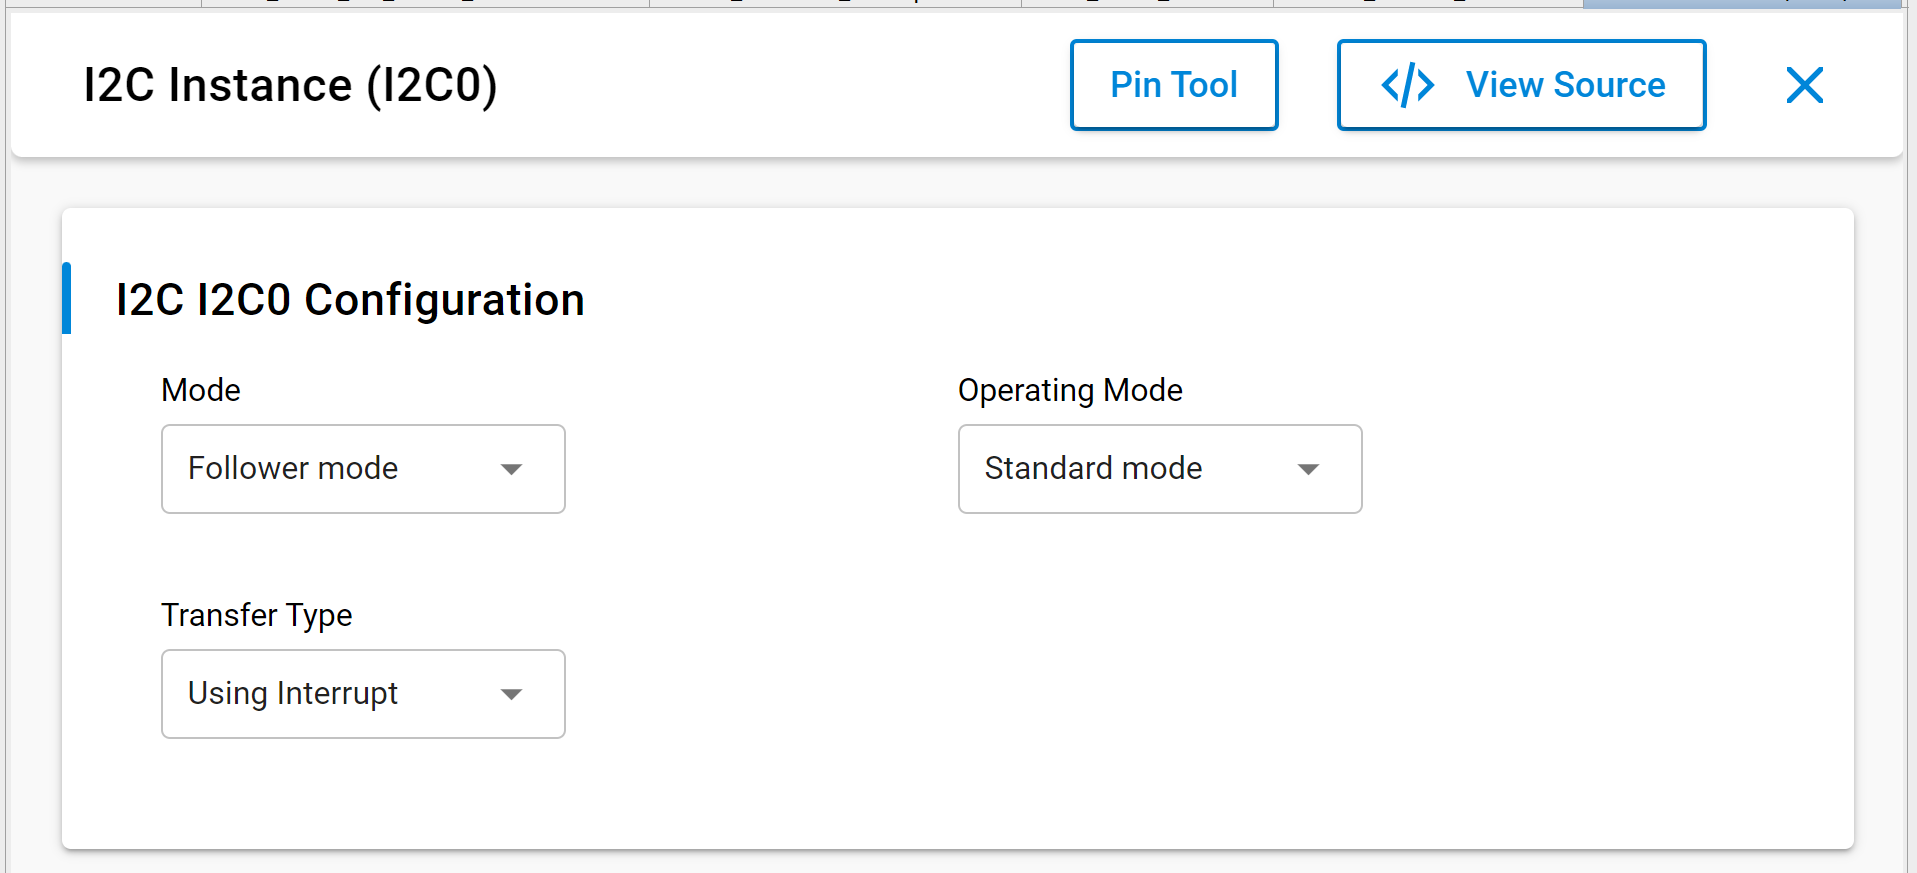 I2C Instance (I2C0)
Pin Tool
</> View Source
I2C I2C0 Configuration
Mode
Operating Mode
Follower mode
Standard mode
Transfer Type
Using Interrupt